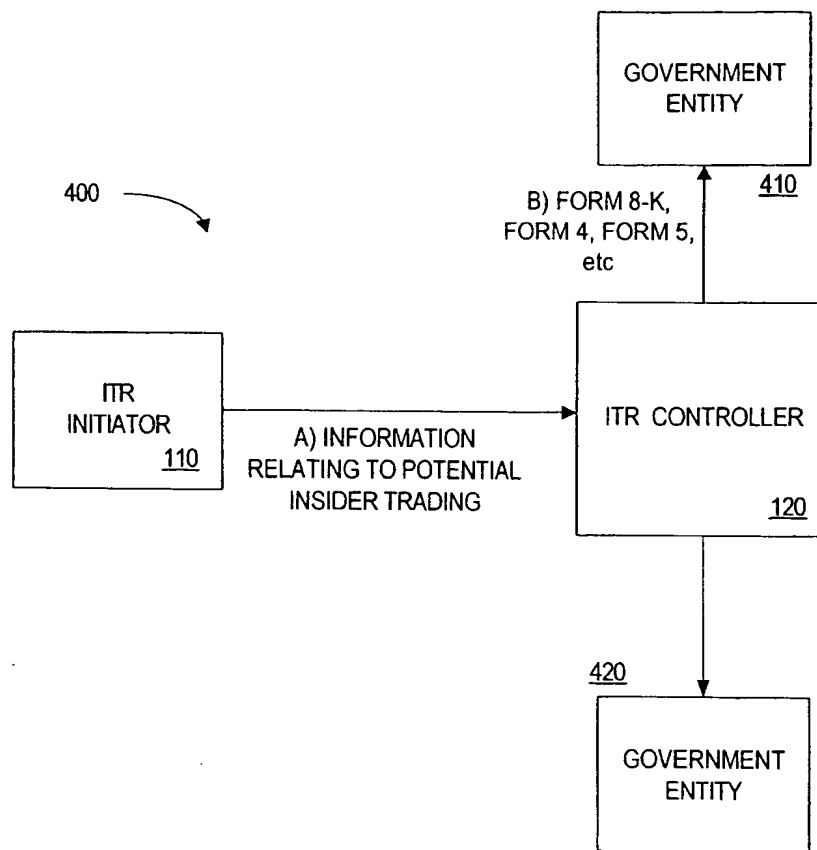 GOVERNMENT
ENTITY
410
400
B) FORM 8-K,
FORM 4, FORM 5,
etc
ITR
INITIATOR
110
A) INFORMATION
RELATING TO POTENTIAL
INSIDER TRADING
ITR CONTROLLER
120
420
GOVERNMENT
ENTITY